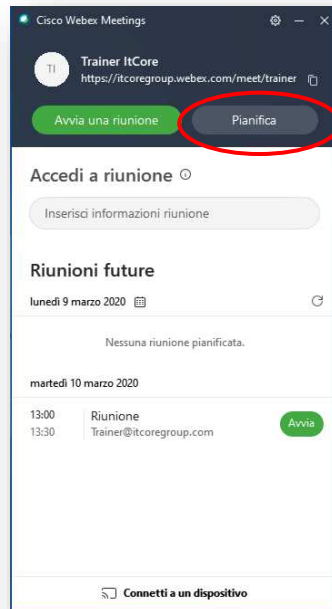 Cisco Webex Meetings
TI
Trainer ItCore
https://itcoregroup.webex.com/meet/trainer
Avvia una riunione
Pianifica
Accedi a riunione
Inserisci informazioni riunione
Riunioni future
lunedì 9 marzo 2020
Nessuna riunione pianificata.
martedì 10 marzo 2020
13:00 Riunione
13:30 Trainer@itcoregroup.com
Avvia
Connetti a un dispositivo